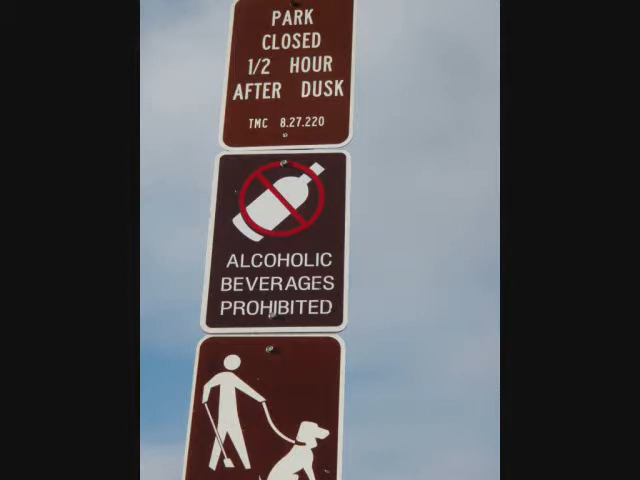 PARK
CLOSED
1/2 HOUR
AFTER DUSK
TMC 8.27.220
ALCOHOLIC
BEVERAGES
PROHIBITED